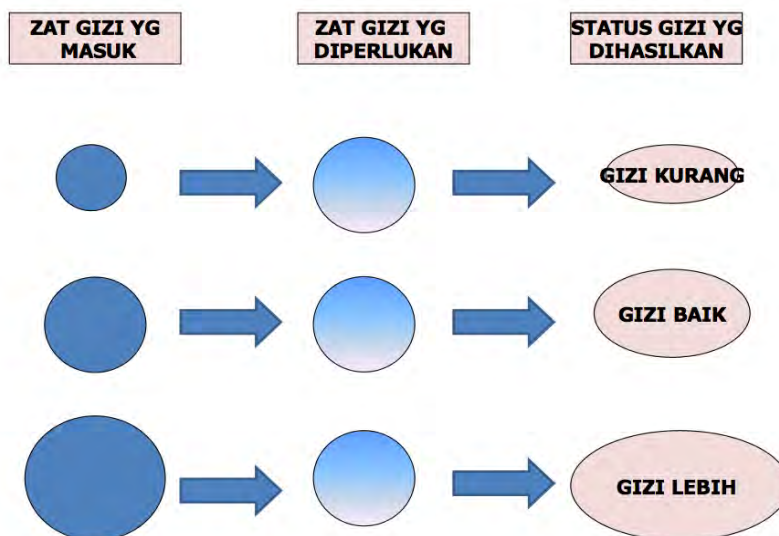 ZAT GIZI YG
MASUK
ZAT GIZI YG
DIPERLUKAN
STATUS GIZI YG
DIHASILKAN
GIZI KURANG
GIZI BAIK
GIZI LEBIH